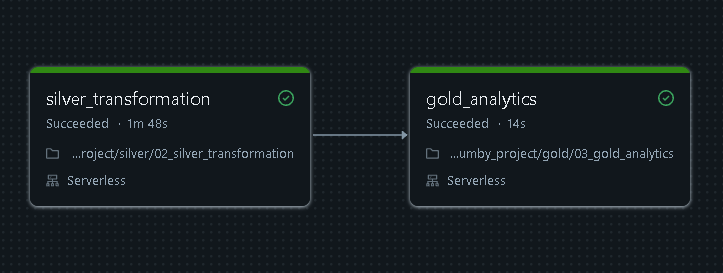 silver_transformation
Succeeded · 1m 48s
...roject/silver/02_silver_transformation
Serverless
gold_analytics
Succeeded · 14s
...umby_project/gold/03_gold_analytics
Serverless